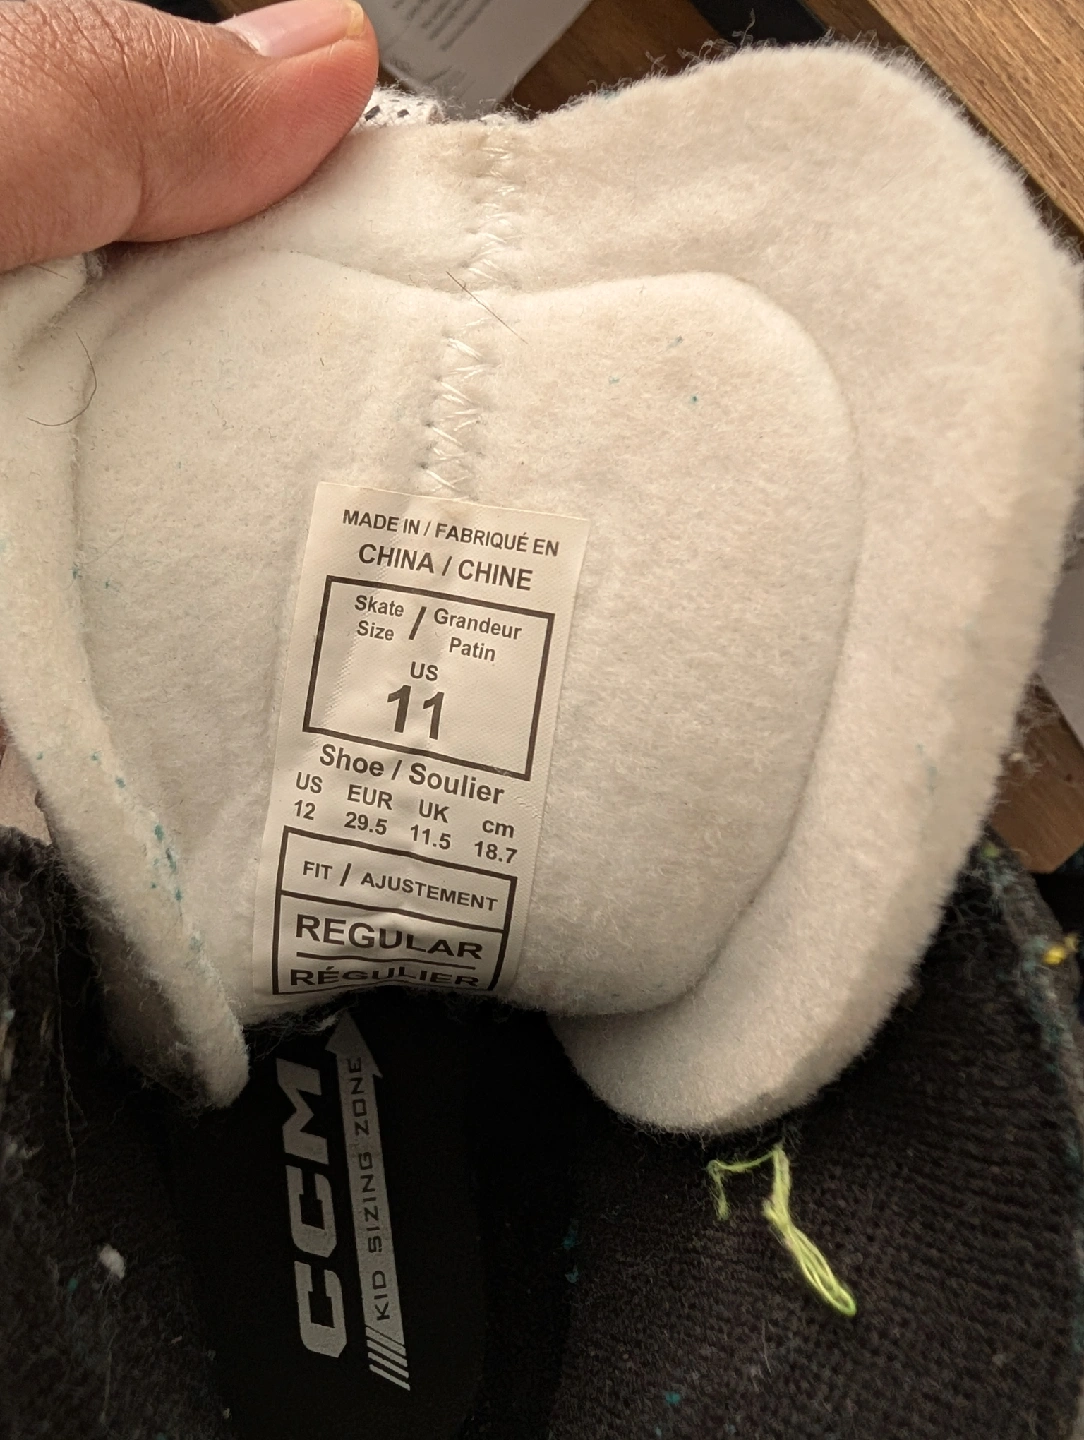 MADE IN / FABRIQUÉ EN
CHINA / CHINE
Skate Size / Grandeur Patin
US
11
Shoe / Soulier
US EUR UK cm
12 29.5 11.5 18.7
FIT / AJUSTEMENT
REGULAR
RÉGULIER
CCM
KID SIZING ZONE